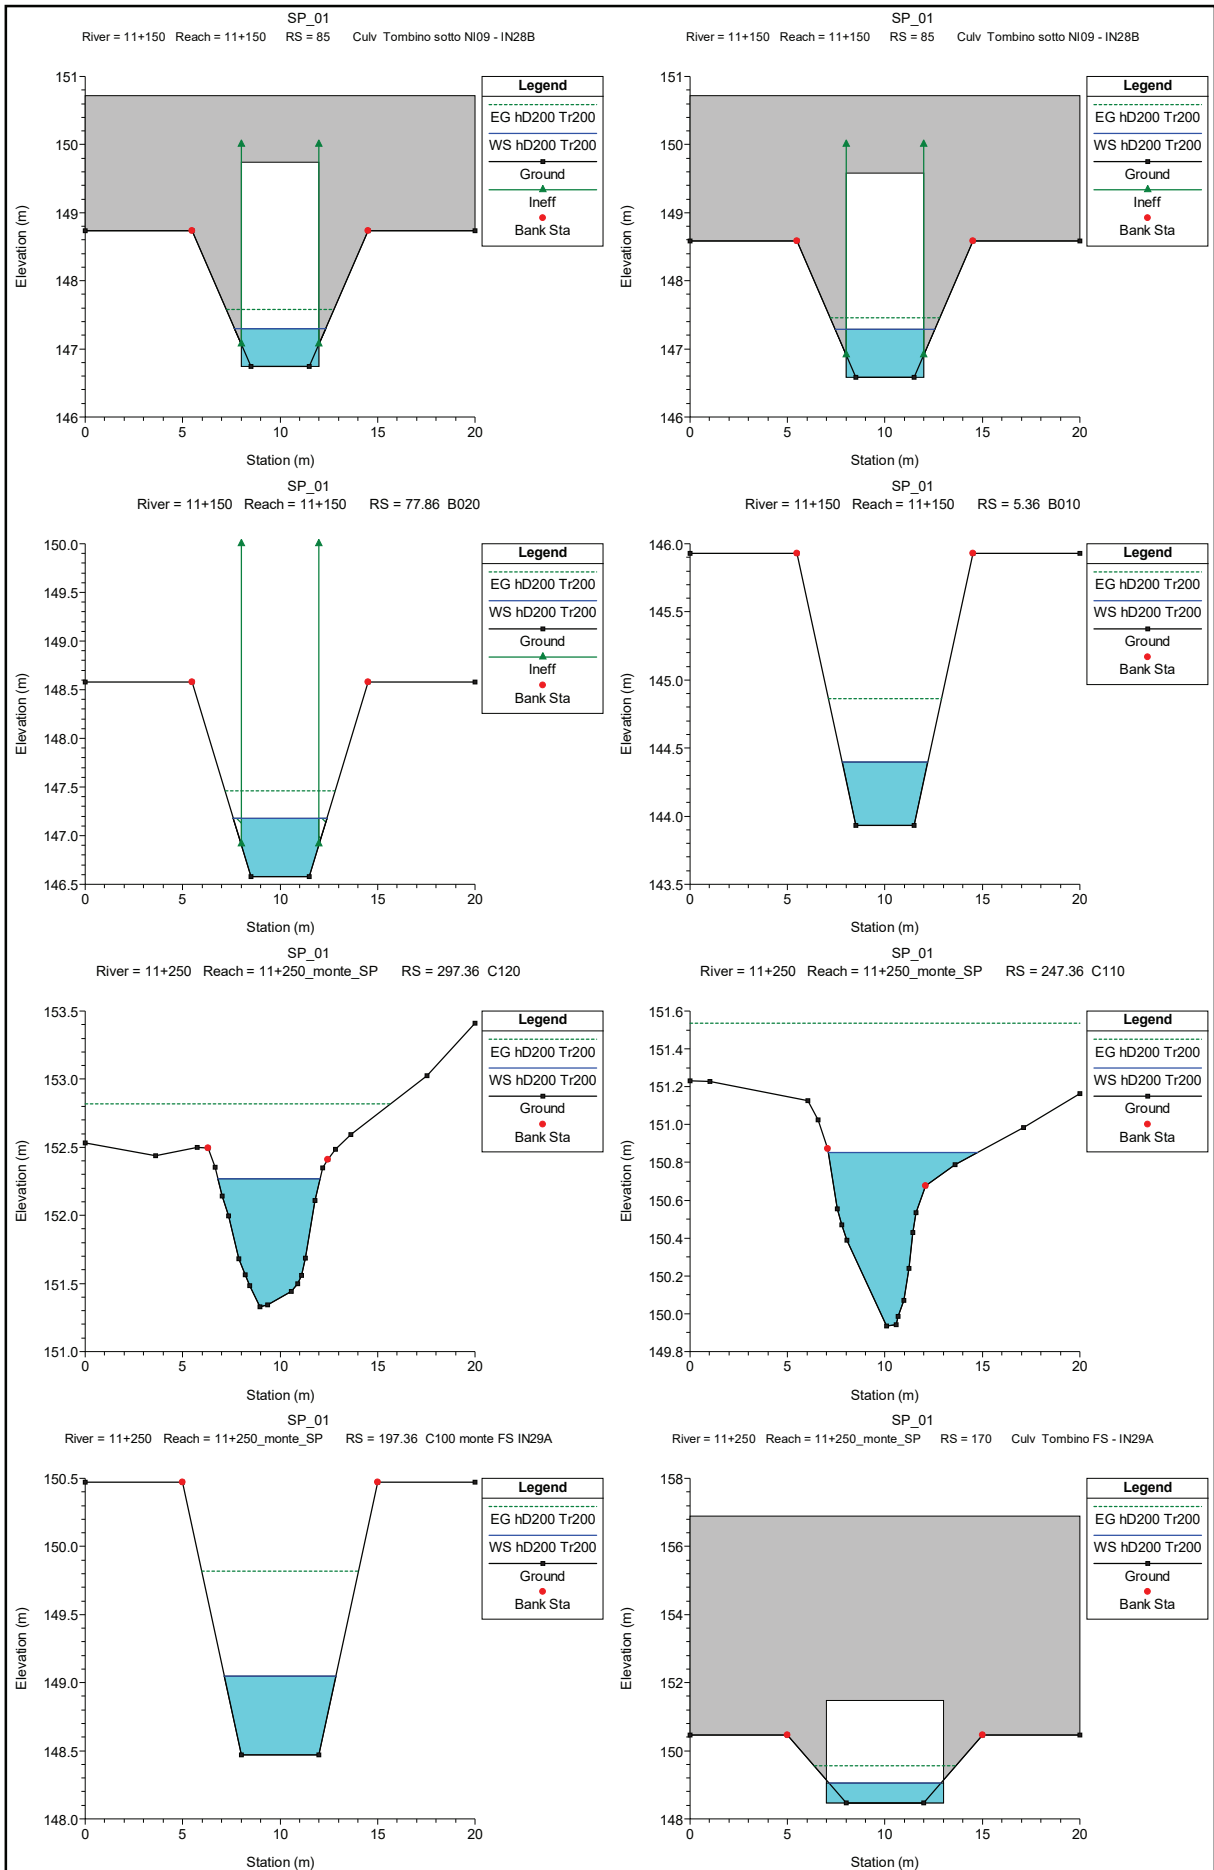 SP_01
River = 11+150 Reach = 11+150 RS = 85 Culv Tombino sotto NI09 - IN28B
Elevation (m)
151
150
149
148
147
146
0 5 10 15 20
Station (m)
Legend
EG hD200 Tr200
WS hD200 Tr200
Ground
Ineff
Bank Sta
SP_01
River = 11+150 Reach = 11+150 RS = 85 Culv Tombino sotto NI09 - IN28B
Elevation (m)
151
150
149
148
147
146
0 5 10 15 20
Station (m)
Legend
EG hD200 Tr200
WS hD200 Tr200
Ground
Ineff
Bank Sta
SP_01
River = 11+150 Reach = 11+150 RS = 77.86 B020
Elevation (m)
150.0
149.5
149.0
148.5
148.0
147.5
147.0
146.5
0 5 10 15 20
Station (m)
Legend
EG hD200 Tr200
WS hD200 Tr200
Ground
Ineff
Bank Sta
SP_01
River = 11+150 Reach = 11+150 RS = 5.36 B010
Elevation (m)
146.0
145.5
145.0
144.5
144.0
143.5
0 5 10 15 20
Station (m)
Legend
EG hD200 Tr200
WS hD200 Tr200
Ground
Bank Sta
SP_01
River = 11+250 Reach = 11+250_monte_SP RS = 297.36 C120
Elevation (m)
153.5
153.0
152.5
152.0
151.5
151.0
0 5 10 15 20
Station (m)
Legend
EG hD200 Tr200
WS hD200 Tr200
Ground
Bank Sta
SP_01
River = 11+250 Reach = 11+250_monte_SP RS = 247.36 C110
Elevation (m)
151.6
151.4
151.2
151.0
150.8
150.6
150.4
150.2
150.0
149.8
0 5 10 15 20
Station (m)
Legend
EG hD200 Tr200
WS hD200 Tr200
Ground
Bank Sta
SP_01
River = 11+250 Reach = 11+250_monte_SP RS = 197.36 C100 monte FS IN29A
Elevation (m)
150.5
150.0
149.5
149.0
148.5
148.0
0 5 10 15 20
Station (m)
Legend
EG hD200 Tr200
WS hD200 Tr200
Ground
Bank Sta
SP_01
River = 11+250 Reach = 11+250_monte_SP RS = 170 Culv Tombino FS - IN29A
Elevation (m)
158
156
154
152
150
148
0 5 10 15 20
Station (m)
Legend
EG hD200 Tr200
WS hD200 Tr200
Ground
Bank Sta